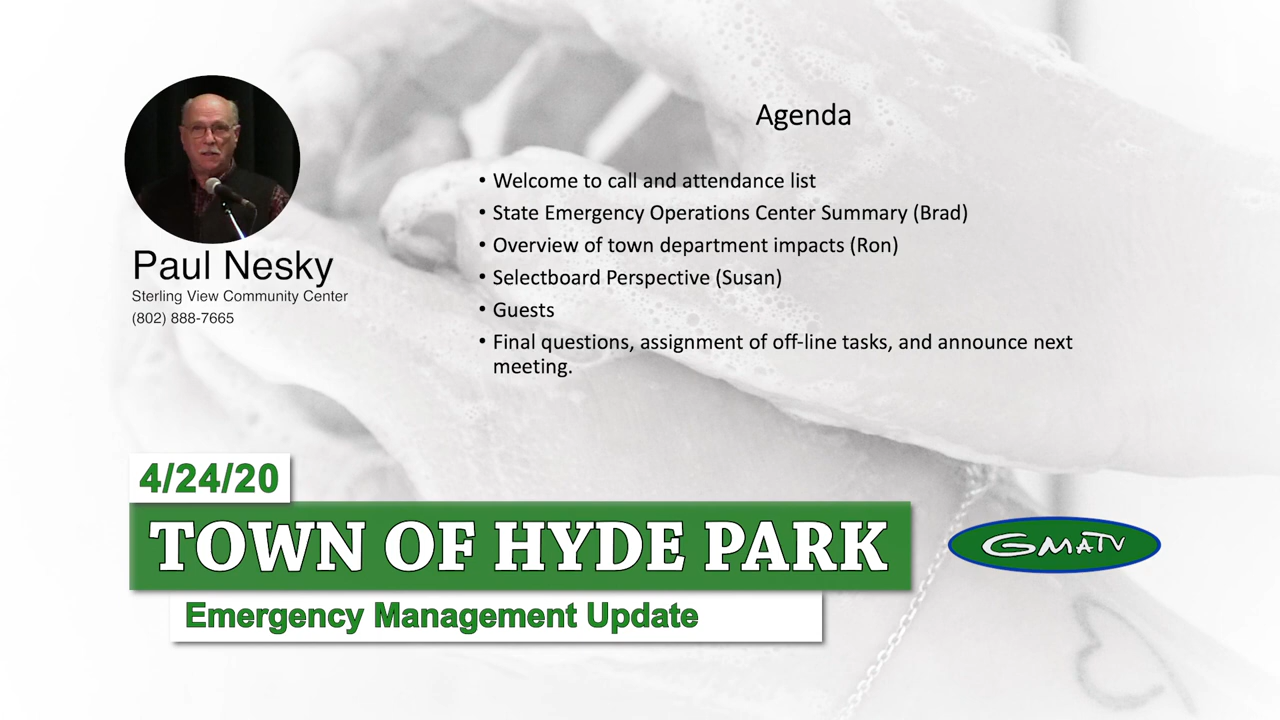 Agenda
• Welcome to call and attendance list
• State Emergency Operations Center Summary (Brad)
• Overview of town department impacts (Ron)
• Selectboard Perspective (Susan)
• Guests
• Final questions, assignment of off-line tasks, and announce next
meeting.
Paul Nesky
Sterling View Community Center
(802) 888-7665
4/24/20
TOWN OF HYDE PARK
Emergency Management Update
GMATV